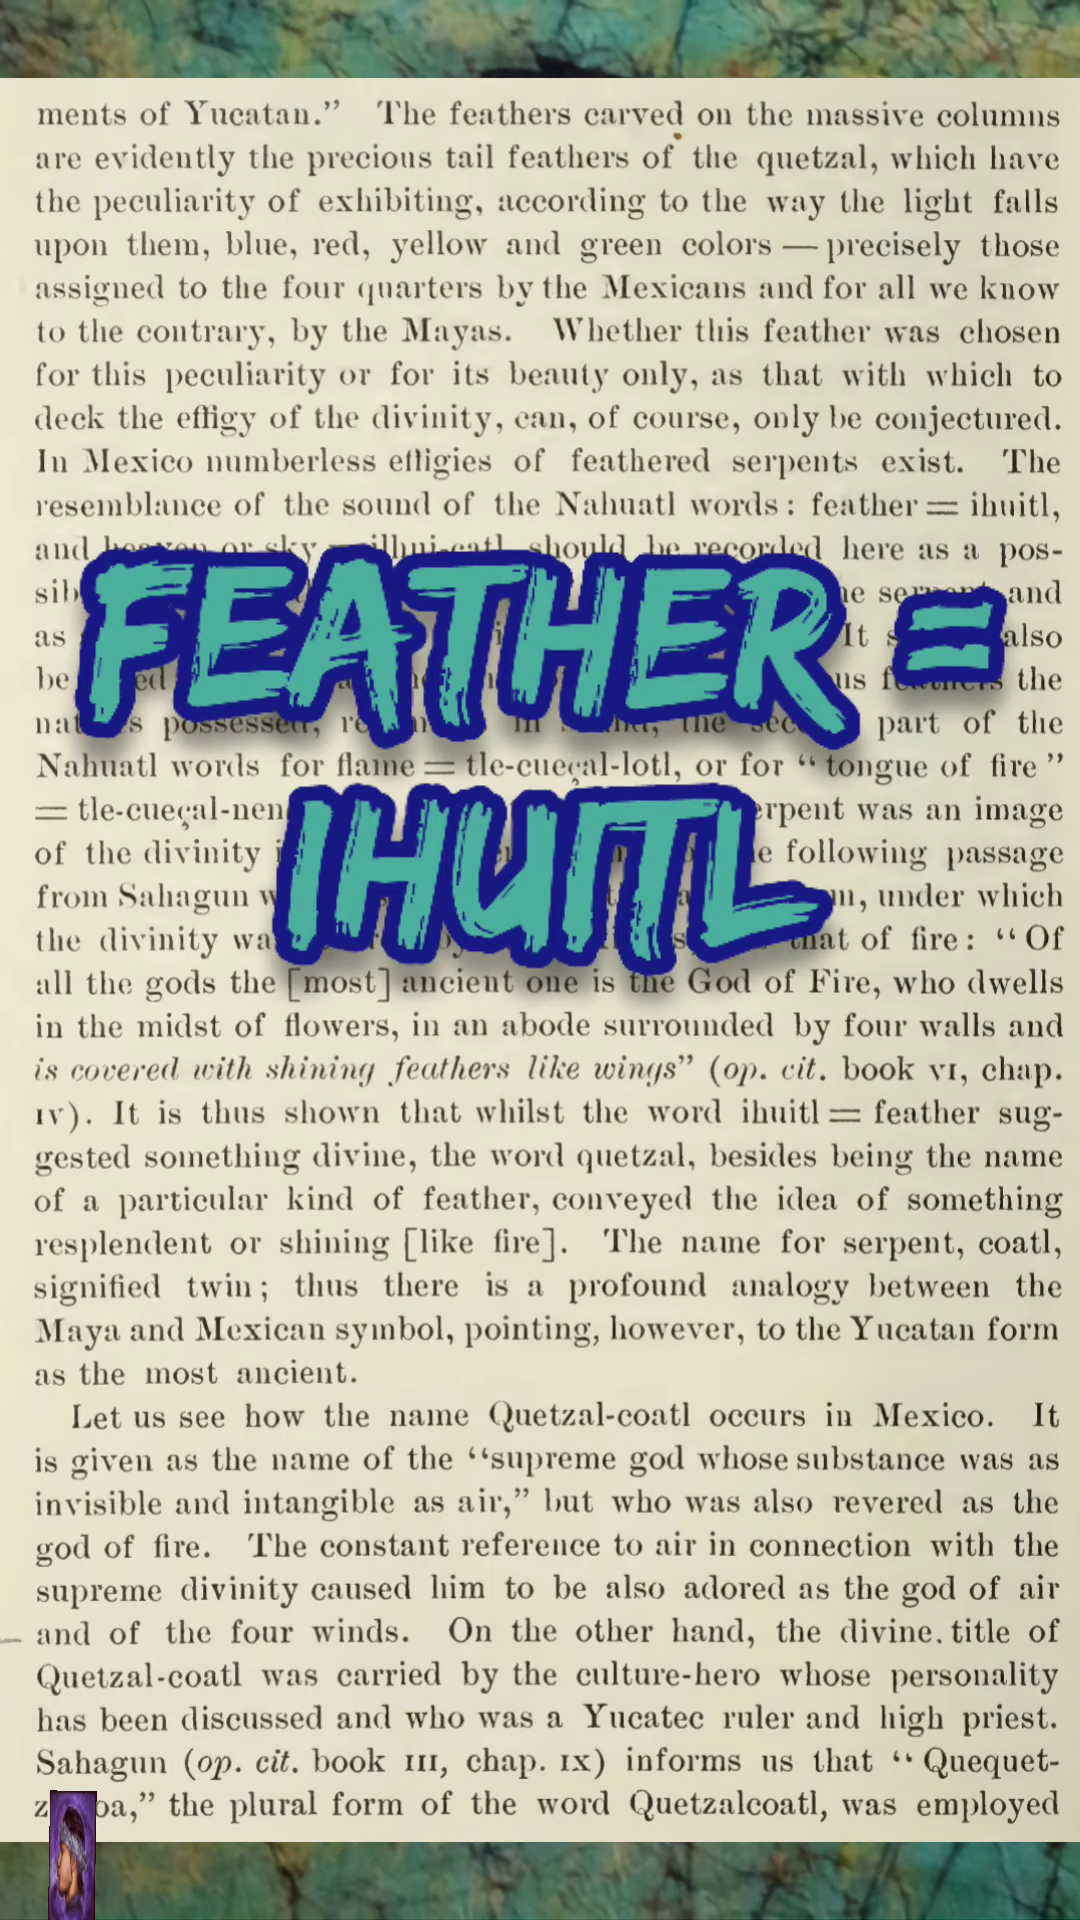 ments of Yucatan.” The feathers carved on the massive columns
are evidently the precious tail feathers of the quetzal, which have
the peculiarity of exhibiting, according to the way the light falls
upon them, blue, red, yellow and green colors — precisely those
assigned to the four quarters by the Mexicans and for all we know
to the contrary, by the Mayas. Whether this feather was chosen
for this peculiarity or for its beauty only, as that with which to
deck the effigy of the divinity, can, of course, only be conjectured.
In Mexico numberless effigies of feathered serpents exist. The
resemblance of the sound of the Nahuatl words: feather = ihuitl,
and heaven or sky = ilhui-catl, should be recorded here as a pos-
and
as It also
be the
possessed, part of the
FEATHER =
Nahuatl words for flame = tle-cueçal-lotl, or for “tongue of fire”
= tle-cueçal-nen serpent was an image
of the divinity following passage
from Sahagun under which
the divinity that of fire: “Of
IHUITL
all the gods the [most] ancient one is the God of Fire, who dwells
in the midst of flowers, in an abode surrounded by four walls and
is covered with shining feathers like wings” (op. cit. book VI, chap.
IV). It is thus shown that whilst the word ihuitl = feather sug-
gested something divine, the word quetzal, besides being the name
of a particular kind of feather, conveyed the idea of something
resplendent or shining [like fire]. The name for serpent, coatl,
signified twin; thus there is a profound analogy between the
Maya and Mexican symbol, pointing, however, to the Yucatan form
as the most ancient.
Let us see how the name Quetzal-coatl occurs in Mexico. It
is given as the name of the “supreme god whose substance was as
invisible and intangible as air,” but who was also revered as the
god of fire. The constant reference to air in connection with the
supreme divinity caused him to be also adored as the god of air
and of the four winds. On the other hand, the divine. title of
Quetzal-coatl was carried by the culture-hero whose personality
has been discussed and who was a Yucatec ruler and high priest.
Sahagun (op. cit. book III, chap. IX) informs us that “Quequet-
the plural form of the word Quetzalcoatl, was employed